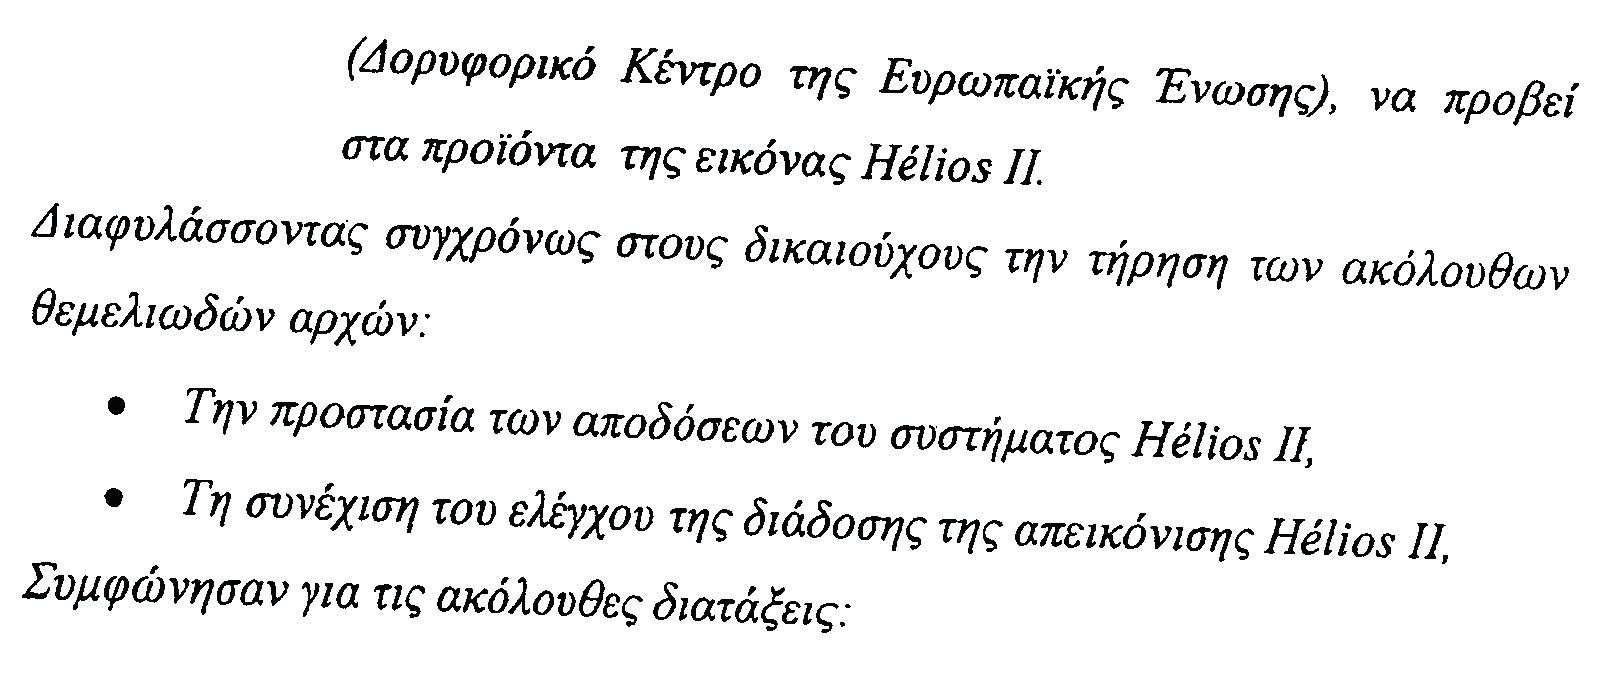 (Δορυφορικό Κέντρο της Ευρωπαϊκής Ένωσης), να προβεί
στα προϊόντα της εικόνας Hélios II.
Διαφυλάσσοντας συγχρόνως στους δικαιούχους την τήρηση των ακόλουθων
θεμελιωδών αρχών:
• Την προστασία των αποδόσεων του συστήματος Hélios II,
• Τη συνέχιση του ελέγχου της διάδοσης της απεικόνισης Hélios II,
Συμφώνησαν για τις ακόλουθες διατάξεις: